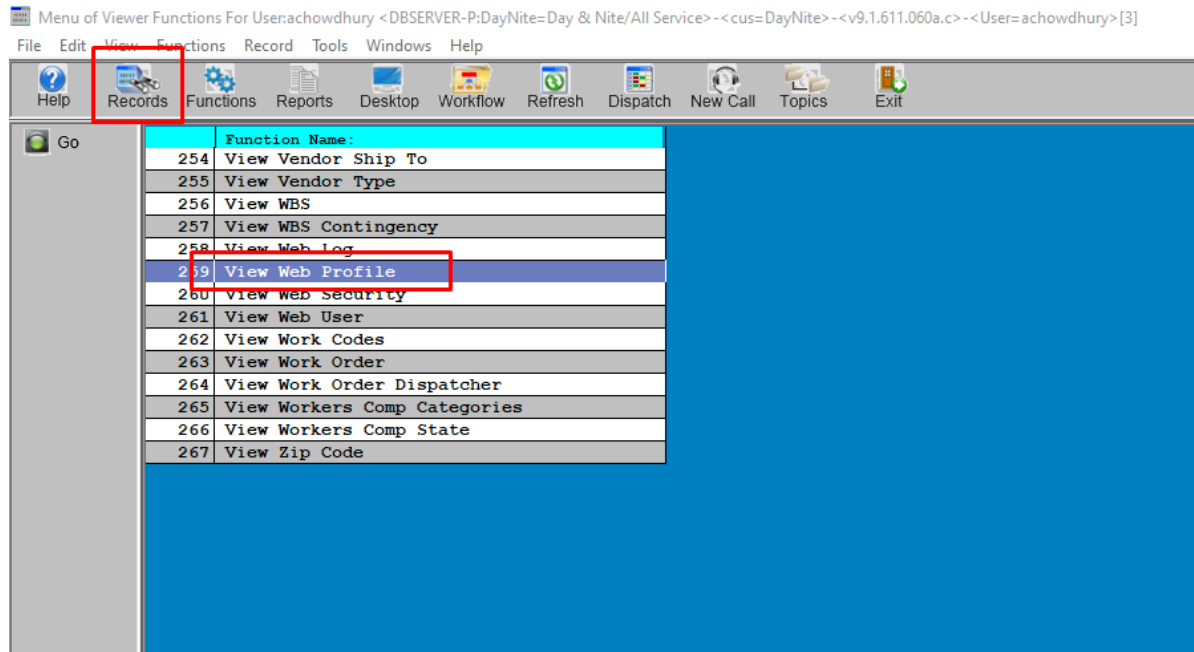 Menu of Viewer Functions For User:achowdhury <DBSERVER-P:DayNite=Day & Nite/All Service>-<cus=DayNite>-<v9.1.611.060a.c>-<User=achowdhury>[3]
File Edit View Functions Record Tools Windows Help
Help Records Functions Reports Desktop Workflow Refresh Dispatch New Call Topics Exit
Go
Function Name:
254 View Vendor Ship To
255 View Vendor Type
256 View WBS
257 View WBS Contingency
258 View Web Log
259 View Web Profile
260 View Web Security
261 View Web User
262 View Work Codes
263 View Work Order
264 View Work Order Dispatcher
265 View Workers Comp Categories
266 View Workers Comp State
267 View Zip Code